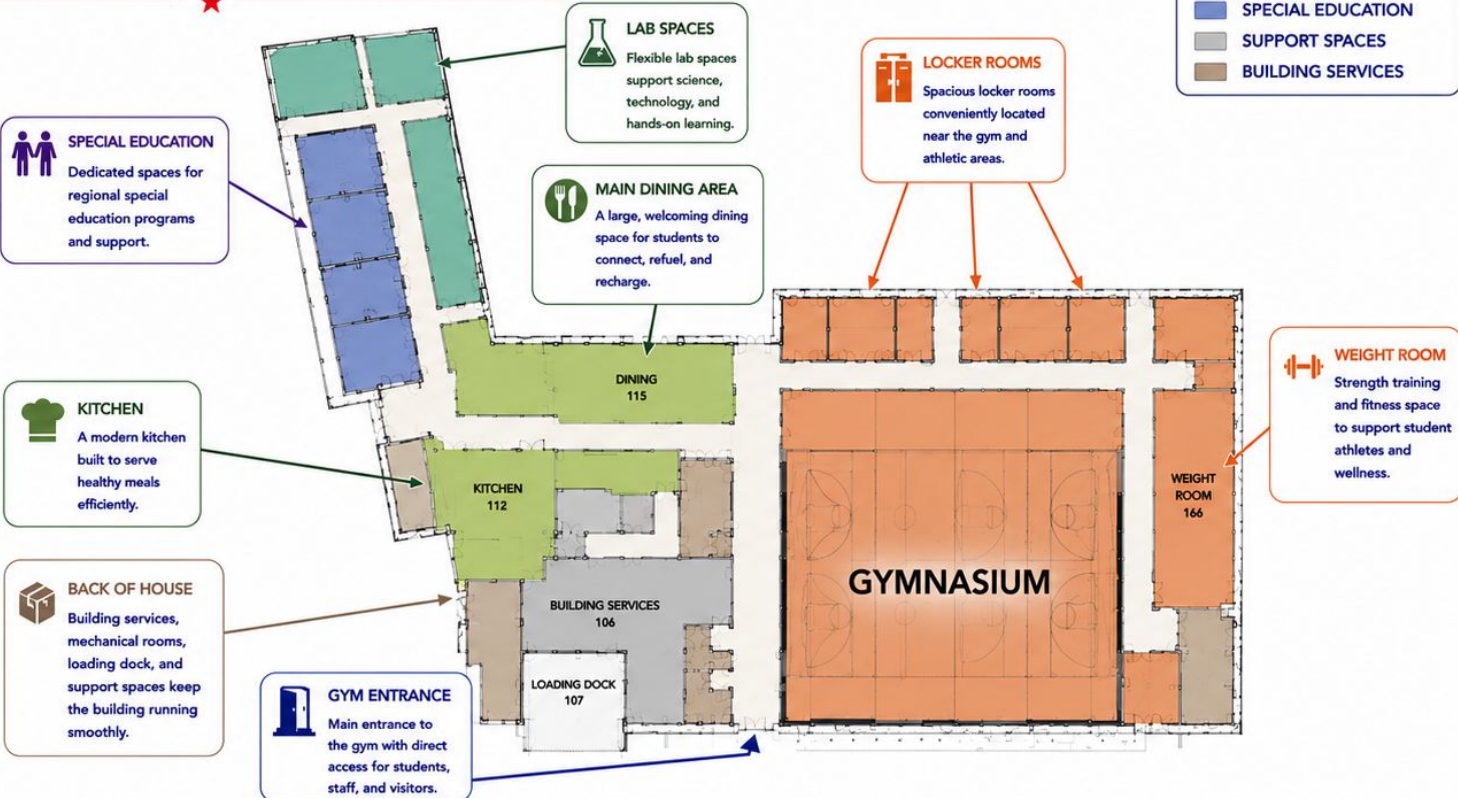 LAB SPACES
Flexible lab spaces
support science,
technology, and
hands-on learning.
SPECIAL EDUCATION
SUPPORT SPACES
BUILDING SERVICES
LOCKER ROOMS
Spacious locker rooms
conveniently located
near the gym and
athletic areas.
SPECIAL EDUCATION
Dedicated spaces for
regional special
education programs
and support.
MAIN DINING AREA
A large, welcoming dining
space for students to
connect, refuel, and
recharge.
WEIGHT ROOM
Strength training
and fitness space
to support student
athletes and
wellness.
DINING
115
KITCHEN
A modern kitchen
built to serve
healthy meals
efficiently.
KITCHEN
112
WEIGHT
ROOM
166
GYMNASIUM
BACK OF HOUSE
Building services,
mechanical rooms,
loading dock, and
support spaces keep
the building running
smoothly.
BUILDING SERVICES
106
LOADING DOCK
107
GYM ENTRANCE
Main entrance to
the gym with direct
access for students,
staff, and visitors.